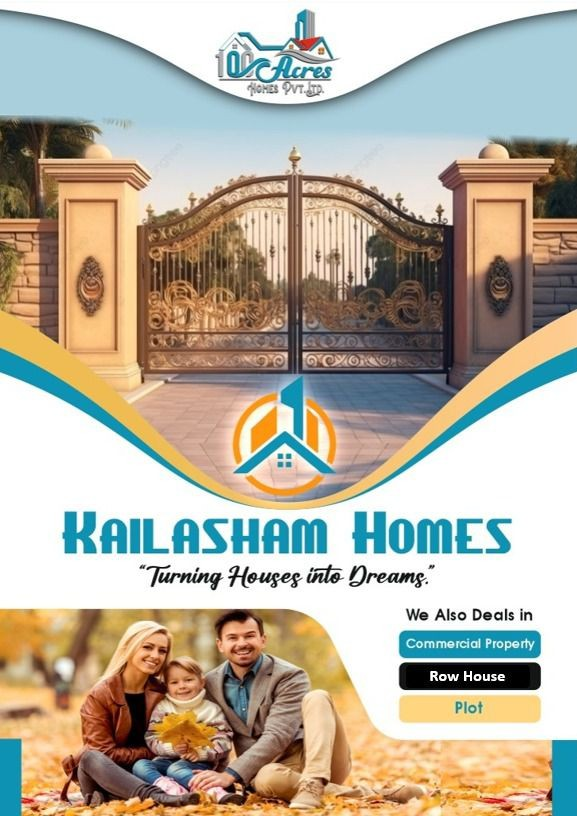 100 Acres
Homes Pvt.Ltd.
Kailasham Homes
"Turning Houses into Dreams."
We Also Deals in
Commercial Property
Row House
Plot